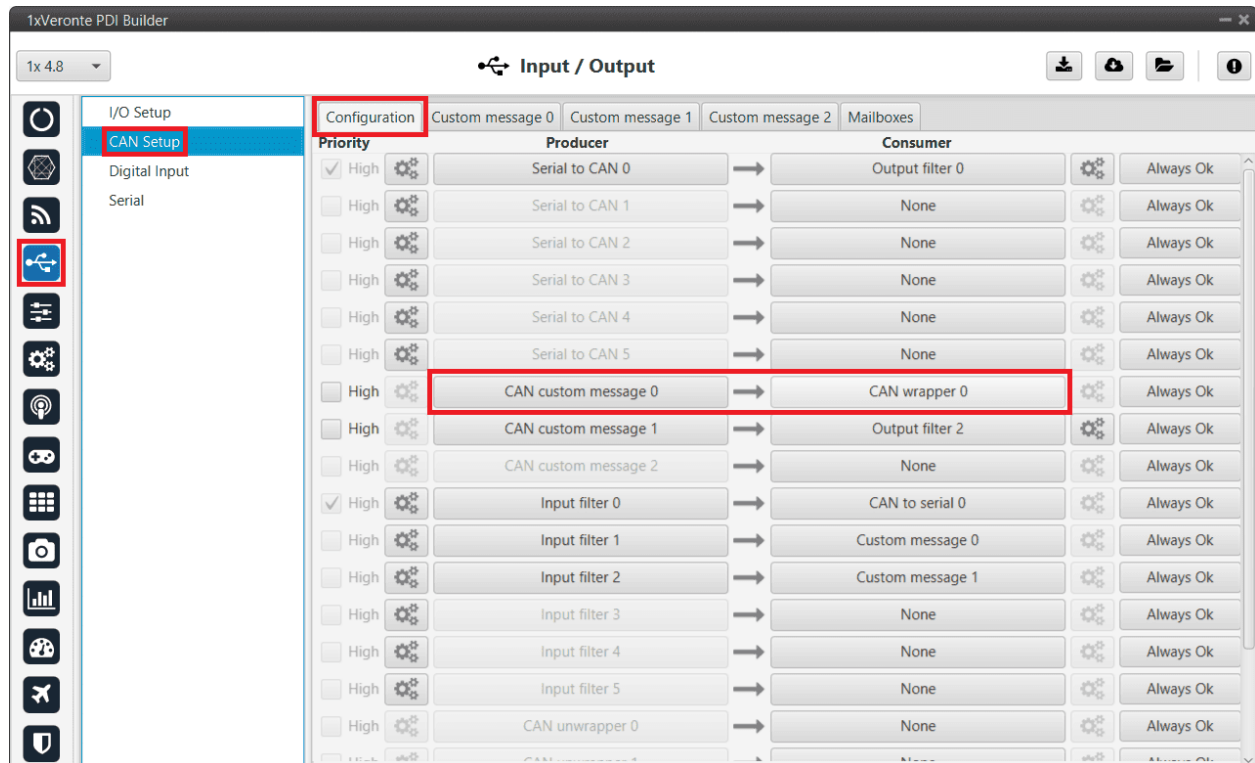 1xVeronte PDI Builder
1x 4.8
Input / Output
I/O Setup
CAN Setup
Digital Input
Serial
Configuration Custom message 0 Custom message 1 Custom message 2 Mailboxes
Priority Producer Consumer
High Serial to CAN 0 Output filter 0 Always Ok
High Serial to CAN 1 None Always Ok
High Serial to CAN 2 None Always Ok
High Serial to CAN 3 None Always Ok
High Serial to CAN 4 None Always Ok
High Serial to CAN 5 None Always Ok
High CAN custom message 0 CAN wrapper 0 Always Ok
High CAN custom message 1 Output filter 2 Always Ok
High CAN custom message 2 None Always Ok
High Input filter 0 CAN to serial 0 Always Ok
High Input filter 1 Custom message 0 Always Ok
High Input filter 2 Custom message 1 Always Ok
High Input filter 3 None Always Ok
High Input filter 4 None Always Ok
High Input filter 5 None Always Ok
High CAN unwrapper 0 None Always Ok